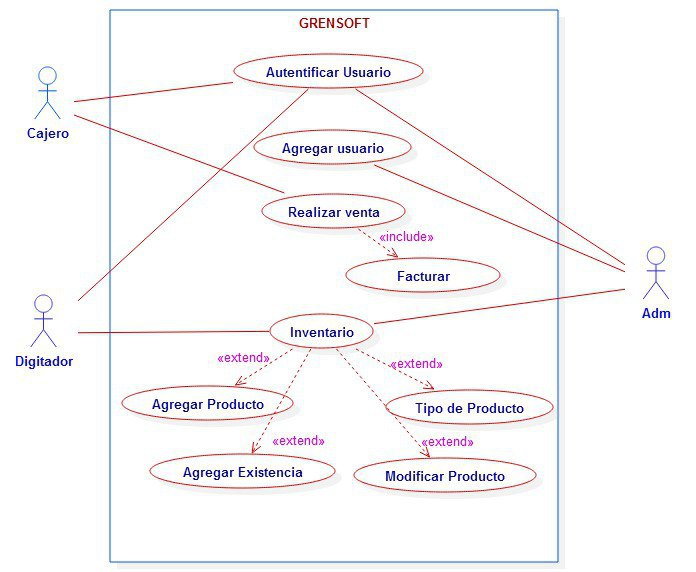 GRENSOFT
Autentificar Usuario
Cajero
Agregar usuario
Realizar venta
«include»
Facturar
Adm
Inventario
Digitador
«extend»
«extend»
Agregar Producto
Tipo de Producto
«extend»
«extend»
Agregar Existencia
Modificar Producto